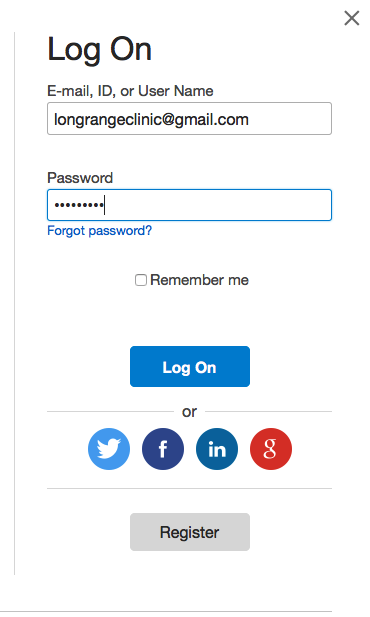 Log On
E-mail, ID, or User Name
longrangeclinic@gmail.com
Password
•••••••••
Forgot password?
Remember me
Log On
or
f
in
g
Register